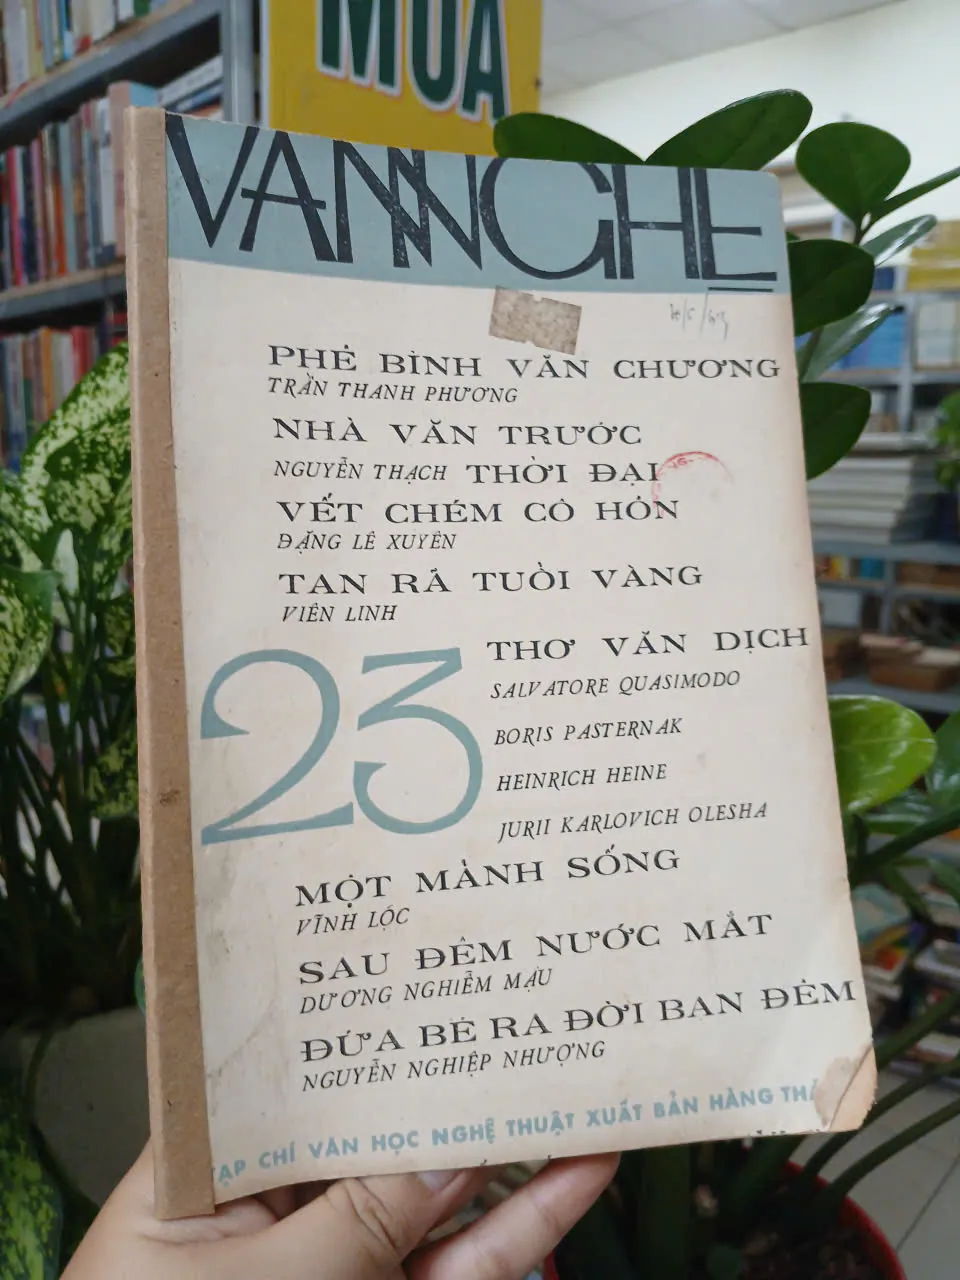 MUA
VĂN NGHỆ
PHÊ BÌNH VĂN CHƯƠNG
TRẦN THANH PHƯƠNG
NHÀ VĂN TRƯỚC
NGUYỄN THẠCH THỜI ĐẠI
VẾT CHÉM CÔ HÓN
ĐẶNG LÊ XUYÊN
TAN RÃ TUỔI VÀNG
VIÊN LINH
23
THƠ VĂN DỊCH
SALVATORE QUASIMODO
BORIS PASTERNAK
HEINRICH HEINE
JURII KARLOVICH OLESHA
MỘT MẢNH SỐNG
VĨNH LỘC
SAU ĐÊM NƯỚC MẮT
DƯƠNG NGHIỄM MẬU
ĐỨA BÉ RA ĐỜI BAN ĐÊM
NGUYỄN NGHIỆP NHƯỢNG
TẠP CHÍ VĂN HỌC NGHỆ THUẬT XUẤT BẢN HÀNG THÁ